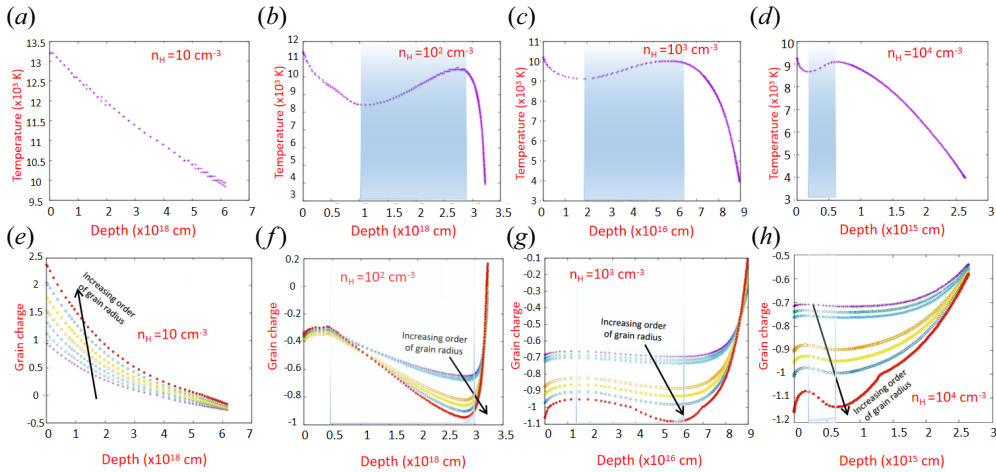 (a)
n_H = 10 cm⁻³
Temperature (x10³ K)
13.5
13
12.5
12
11.5
11
10.5
10
9.5
0 1 2 3 4 5 6 7
Depth (x10¹⁸ cm)
(b)
n_H = 10² cm⁻³
Temperature (x10³ K)
11
10
9
8
7
6
5
4
3
0 0.5 1 1.5 2 2.5 3 3.5
Depth (x10¹⁸ cm)
(c)
n_H = 10³ cm⁻³
Temperature (x10³ K)
11
10
9
8
7
6
5
4
3
0 1 2 3 4 5 6 7 8 9
Depth (x10¹⁶ cm)
(d)
n_H = 10⁴ cm⁻³
Temperature (x10³ K)
10
9
8
7
6
5
4
3
0 0.5 1 1.5 2 2.5 3
Depth (x10¹⁵ cm)
(e)
Increasing order
of grain radius
n_H = 10 cm⁻³
Grain charge
2.5
2
1.5
1
0.5
0
-0.5
0 1 2 3 4 5 6 7
Depth (x10¹⁸ cm)
(f)
n_H = 10² cm⁻³
Increasing order
of grain radius
Grain charge
0.2
0
-0.2
-0.4
-0.6
-0.8
-1
0 0.5 1 1.5 2 2.5 3 3.5
Depth (x10¹⁸ cm)
(g)
n_H = 10³ cm⁻³
Increasing order
of grain radius
Grain charge
-0.1
-0.2
-0.3
-0.4
-0.5
-0.6
-0.7
-0.8
-0.9
-1
-1.1
0 1 2 3 4 5 6 7 8 9
Depth (x10¹⁶ cm)
(h)
Increasing order
of grain radius
n_H = 10⁴ cm⁻³
Grain charge
-0.4
-0.5
-0.6
-0.7
-0.8
-0.9
-1
-1.1
-1.2
0 0.5 1 1.5 2 2.5 3
Depth (x10¹⁵ cm)